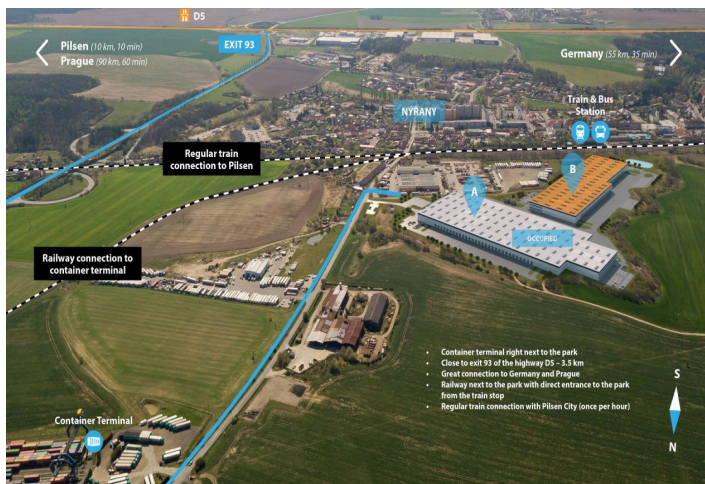 D5
EXIT 93
Pilsen (10 km, 10 min)
Prague (90 km, 60 min)
Germany (55 km, 35 min)
Train & Bus
Station
NÝŘANY
Regular train
connection to Pilsen
A
B
OCCUPIED
Railway connection to
container terminal
• Container terminal right next to the park
• Close to exit 93 of the highway D5 – 3.5 km
• Great connection to Germany and Prague
• Railway next to the park with direct entrance to the park
from the train stop
• Regular train connection with Pilsen City (once per hour)
S
N
Container Terminal